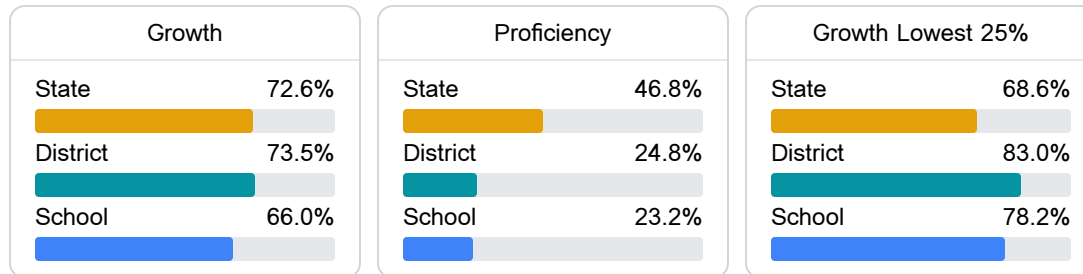 Growth
State 72.6%
District 73.5%
School 66.0%
Proficiency
State 46.8%
District 24.8%
School 23.2%
Growth Lowest 25%
State 68.6%
District 83.0%
School 78.2%